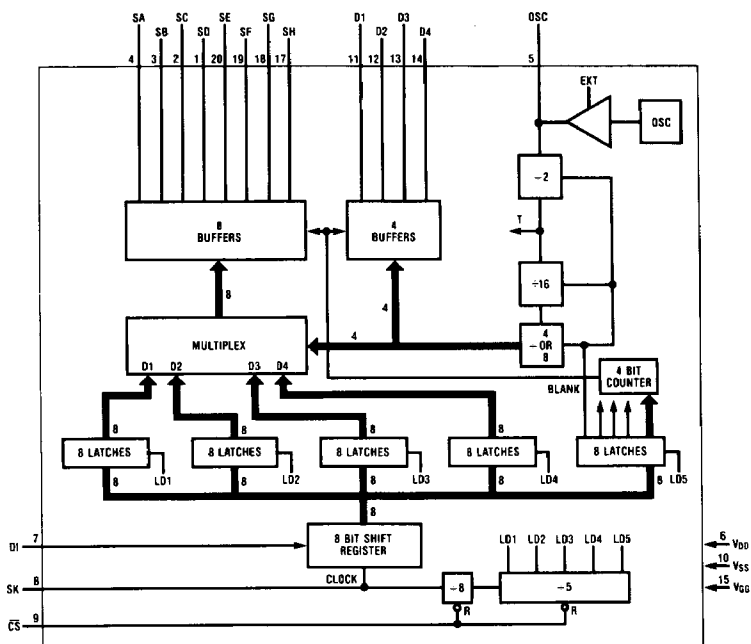 SA SC SE SG D1 D3 OSC
SB SD SF SH D2 D4
4 3 2 1 20 19 18 17 11 12 13 14 5
EXT
OSC
÷2
8 BUFFERS
4 BUFFERS
T
÷16
8
4
MULTIPLEX
4
4
÷OR
8
D1 D2 D3 D4
BLANK
4 BIT COUNTER
8 8 8 8
8 LATCHES 8 LATCHES 8 LATCHES 8 LATCHES 8 LATCHES
8 LD1 8 LD2 8 LD3 8 LD4 8 LD5
8
DI 7
8 BIT SHIFT REGISTER
LD1 LD2 LD3 LD4 LD5
6 VDD
10 VSS
15 VGG
SK 8
CLOCK
÷8
÷5
R R
CS 9